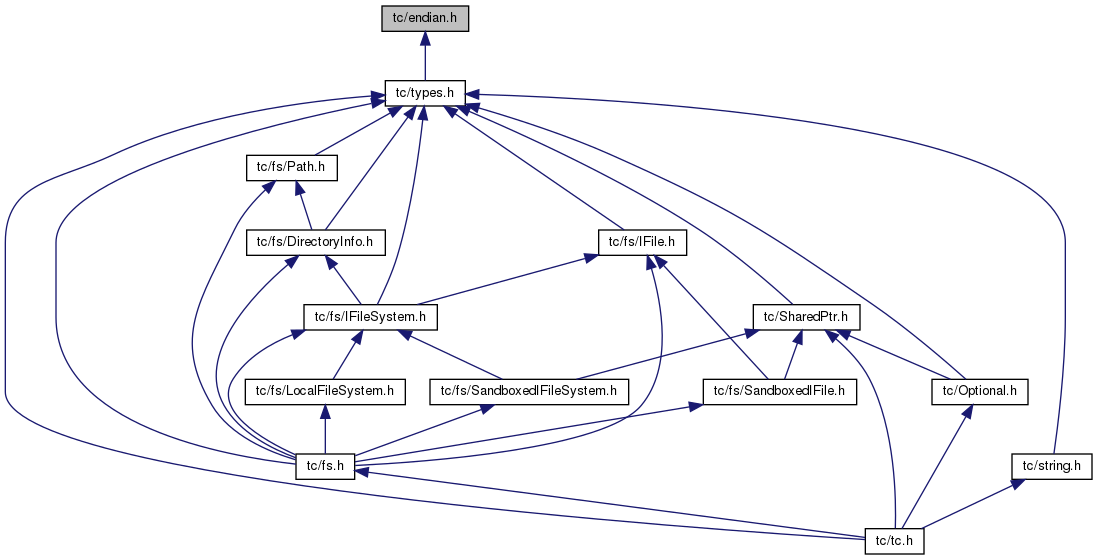 tc/endian.h
tc/types.h
tc/fs/Path.h
tc/fs/DirectoryInfo.h
tc/fs/IFile.h
tc/fs/IFileSystem.h
tc/SharedPtr.h
tc/fs/LocalFileSystem.h
tc/fs/SandboxedIFileSystem.h
tc/fs/SandboxedIFile.h
tc/Optional.h
tc/fs.h
tc/string.h
tc/tc.h